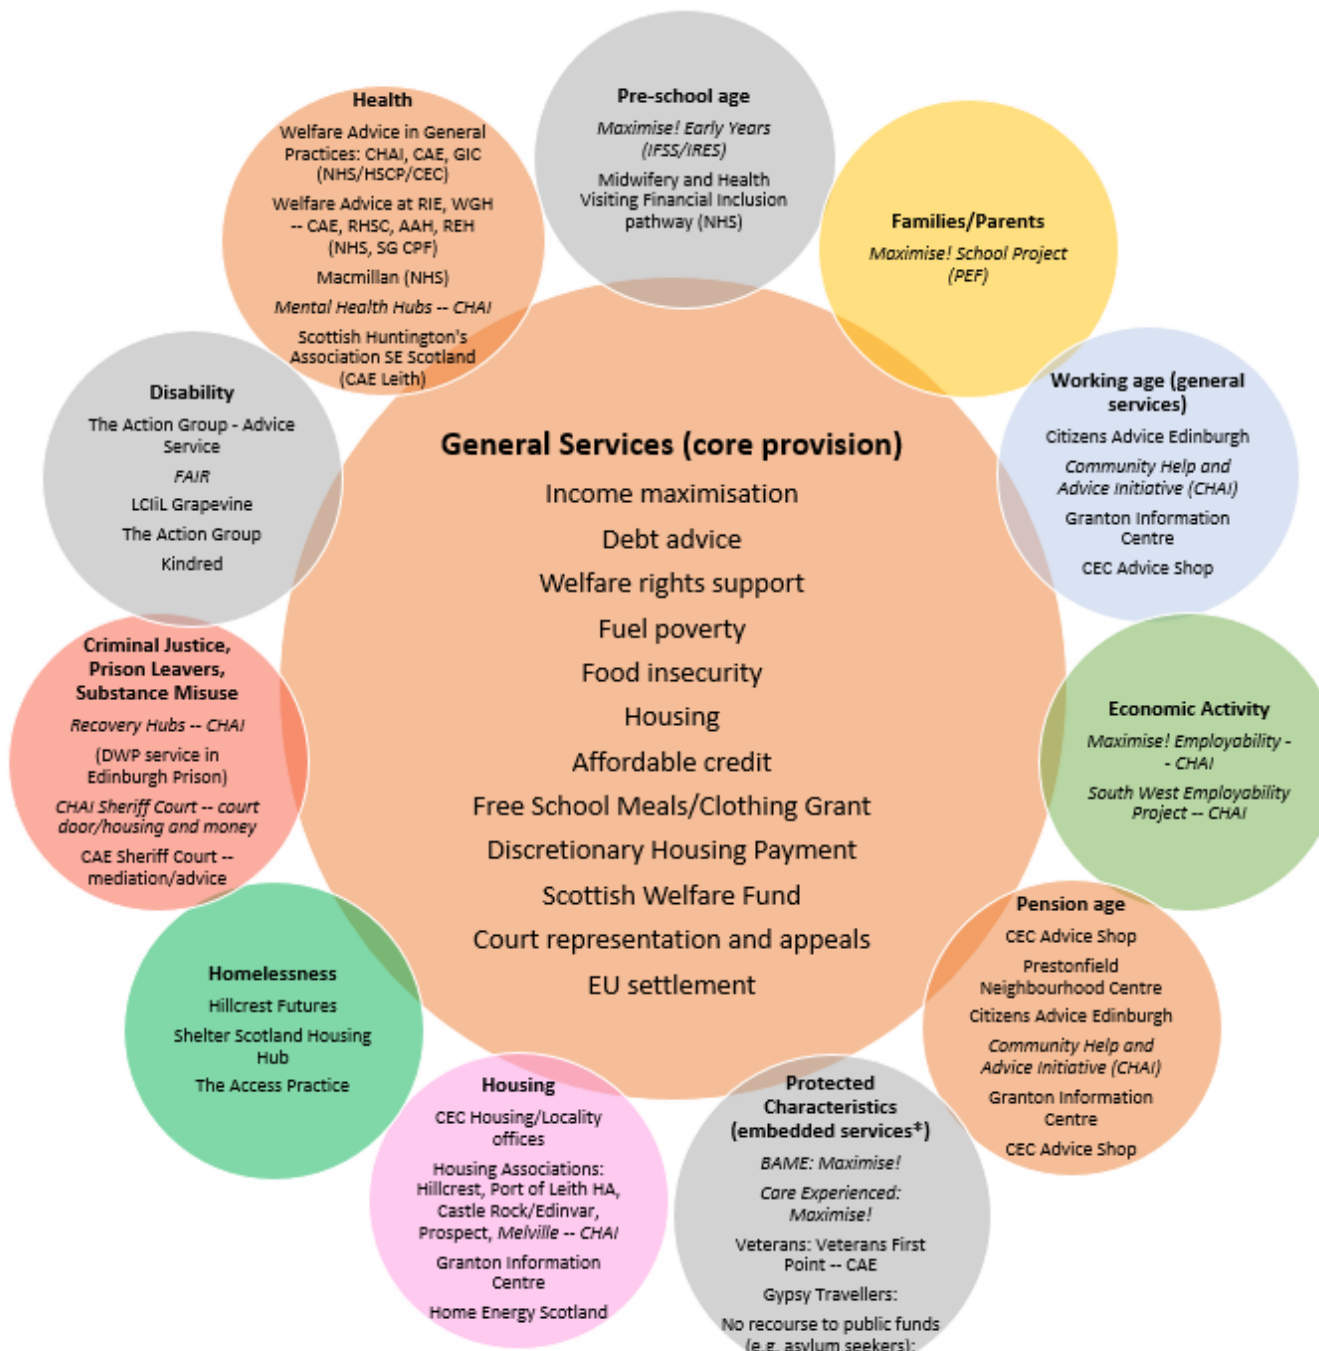 Pre-school age
Maximise! Early Years
(IFSS/IRES)
Midwifery and Health
Visiting Financial Inclusion
pathway (NHS)
Families/Parents
Maximise! School Project
(PEF)
Working age (general
services)
Citizens Advice Edinburgh
Community Help and
Advice Initiative (CHAI)
Granton Information
Centre
CEC Advice Shop
Economic Activity
Maximise! Employability -
- CHAI
South West Employability
Project -- CHAI
Pension age
CEC Advice Shop
Prestonfield
Neighbourhood Centre
Citizens Advice Edinburgh
Community Help and
Advice Initiative (CHAI)
Granton Information
Centre
CEC Advice Shop
Protected
Characteristics
(embedded services*)
BAME: Maximise!
Care Experienced:
Maximise!
Veterans: Veterans First
Point -- CAE
Gypsy Travellers:
No recourse to public funds
(e.g. asylum seekers):
Housing
CEC Housing/Locality
offices
Housing Associations:
Hillcrest, Port of Leith HA,
Castle Rock/Edinvar,
Prospect, Melville -- CHAI
Granton Information
Centre
Home Energy Scotland
Homelessness
Hillcrest Futures
Shelter Scotland Housing
Hub
The Access Practice
Criminal Justice,
Prison Leavers,
Substance Misuse
Recovery Hubs -- CHAI
(DWP service in
Edinburgh Prison)
CHAI Sheriff Court -- court
door/housing and money
CAE Sheriff Court --
mediation/advice
Disability
The Action Group - Advice
Service
FAIR
LCIiL Grapevine
The Action Group
Kindred
Health
Welfare Advice in General
Practices: CHAI, CAE, GIC
(NHS/HSCP/CEC)
Welfare Advice at RIE, WGH
-- CAE, RHSC, AAH, REH
(NHS, SG CPF)
Macmillan (NHS)
Mental Health Hubs -- CHAI
Scottish Huntington's
Association SE Scotland
(CAE Leith)
General Services (core provision)
Income maximisation
Debt advice
Welfare rights support
Fuel poverty
Food insecurity
Housing
Affordable credit
Free School Meals/Clothing Grant
Discretionary Housing Payment
Scottish Welfare Fund
Court representation and appeals
EU settlement